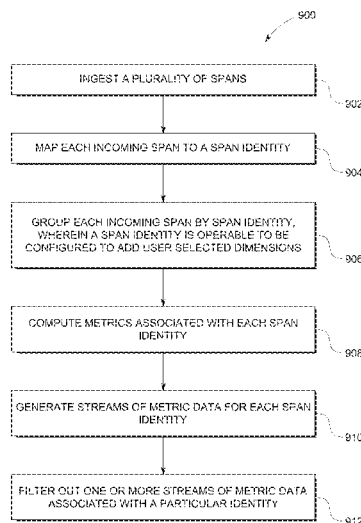 900
INGEST A PLURALITY OF SPANS
902
MAP EACH INCOMING SPAN TO A SPAN IDENTITY
904
GROUP EACH INCOMING SPAN BY SPAN IDENTITY,
WHEREIN A SPAN IDENTITY IS OPERABLE TO BE
CONFIGURED TO ADD USER SELECTED DIMENSIONS
906
COMPUTE METRICS ASSOCIATED WITH EACH SPAN
IDENTITY
908
GENERATE STREAMS OF METRIC DATA FOR EACH SPAN
IDENTITY
910
FILTER OUT ONE OR MORE STREAMS OF METRIC DATA
ASSOCIATED WITH A PARTICULAR IDENTITY
912